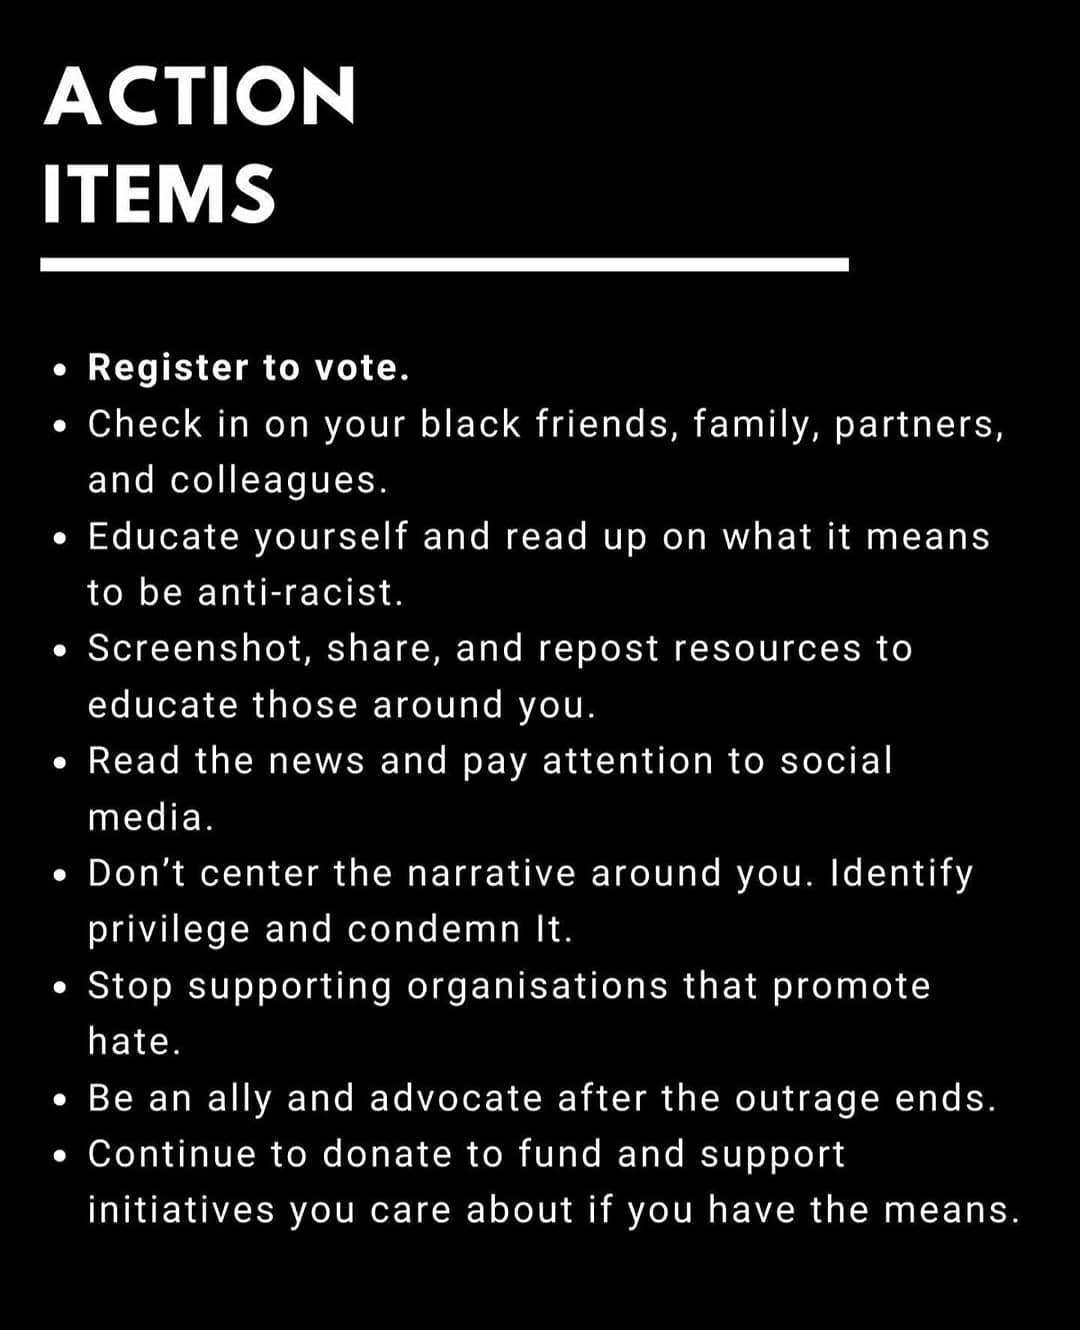 ACTION
ITEMS
• Register to vote.
• Check in on your black friends, family, partners,
and colleagues.
• Educate yourself and read up on what it means
to be anti-racist.
• Screenshot, share, and repost resources to
educate those around you.
• Read the news and pay attention to social
media.
• Don’t center the narrative around you. Identify
privilege and condemn It.
• Stop supporting organisations that promote
hate.
• Be an ally and advocate after the outrage ends.
• Continue to donate to fund and support
initiatives you care about if you have the means.